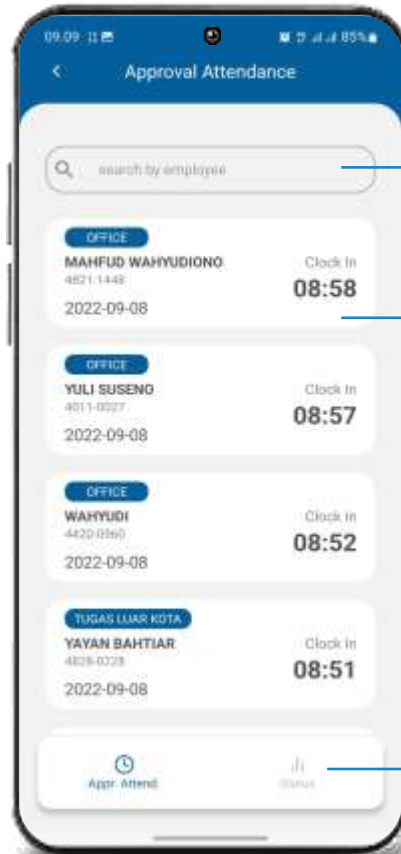 09.09
85%
Approval Attendance
search by employee
OFFICE
MAHFUD WAHYUDIONO
Clock In
4821-1448
08:58
2022-09-08
OFFICE
YULI SUSENO
Clock In
4011-0027
08:57
2022-09-08
OFFICE
WAHYUDI
Clock In
4420-0960
08:52
2022-09-08
TUGAS LUAR KOTA
YAYAN BAHTIAR
Clock In
08:51
2022-09-08
Appr. Attend.
Status